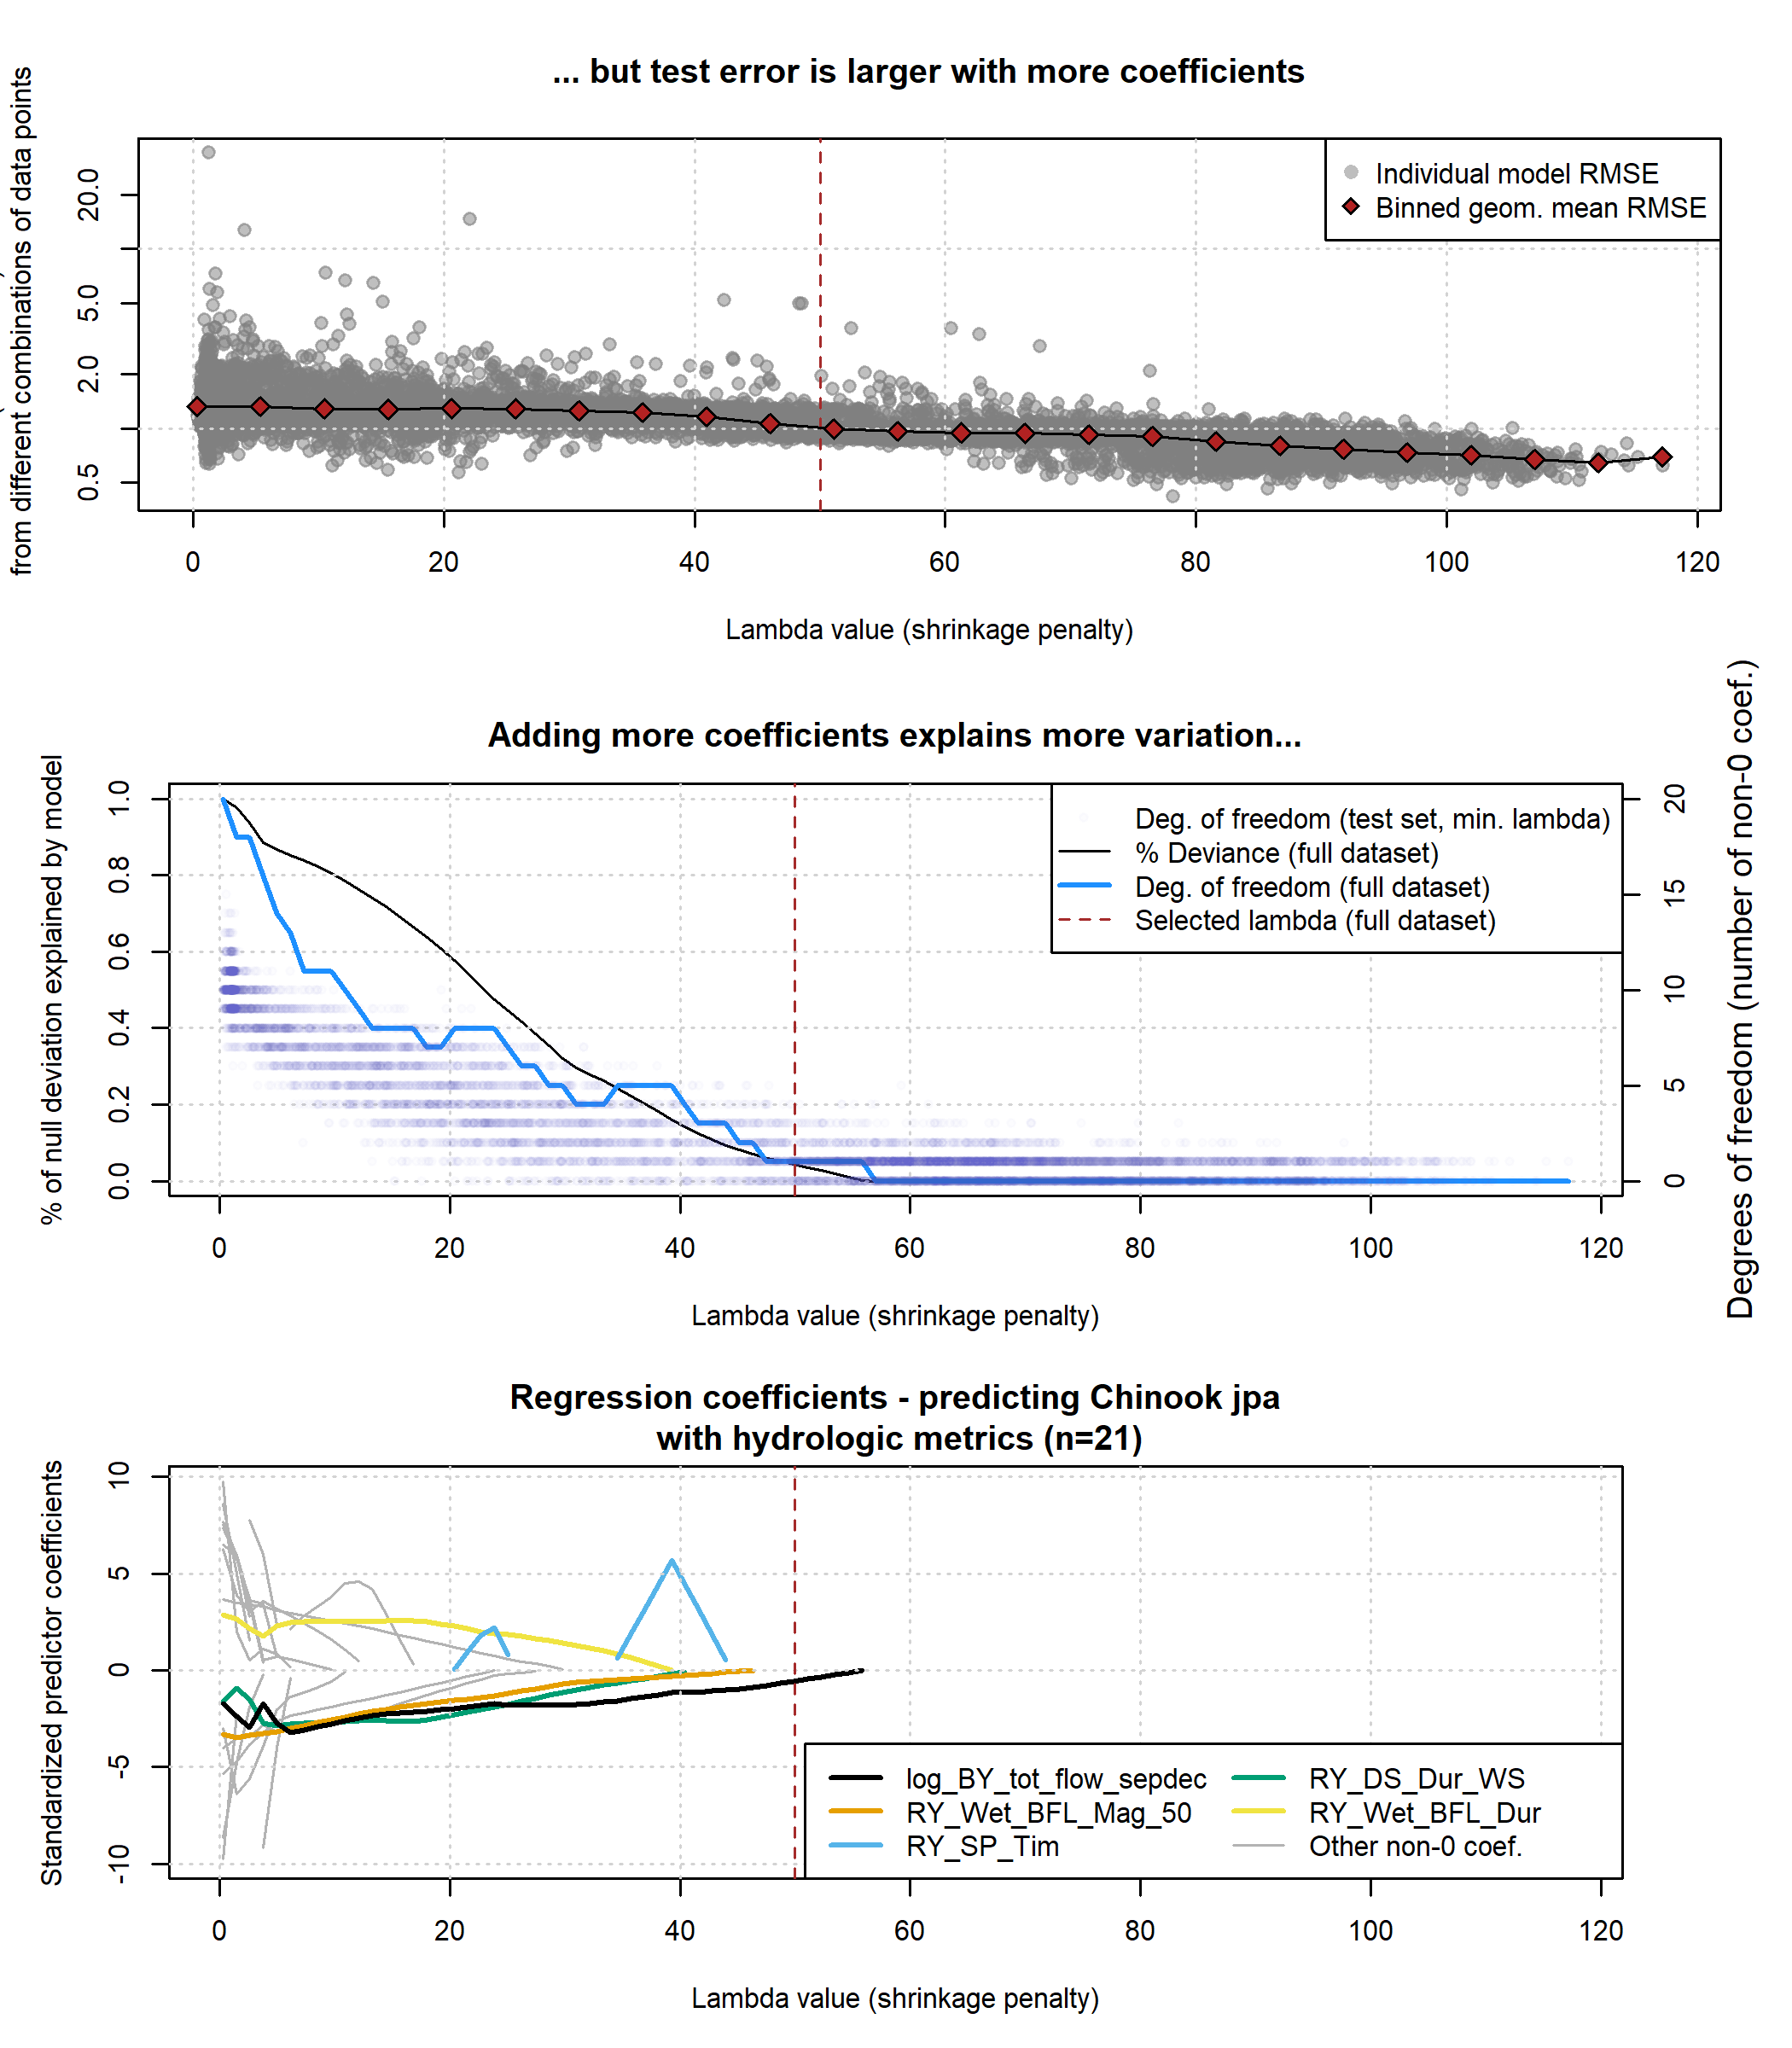 ... but test error is larger with more coefficients
from different combinations of data points
20.0
5.0
2.0
0.5
Individual model RMSE
Binned geom. mean RMSE
0 20 40 60 80 100 120
Lambda value (shrinkage penalty)
Adding more coefficients explains more variation...
% of null deviation explained by model
1.0
0.8
0.6
0.4
0.2
0.0
Deg. of freedom (test set, min. lambda)
% Deviance (full dataset)
Deg. of freedom (full dataset)
Selected lambda (full dataset)
20
15
10
5
0
Degrees of freedom (number of non-0 coef.)
0 20 40 60 80 100 120
Lambda value (shrinkage penalty)
Regression coefficients - predicting Chinook jpa
with hydrologic metrics (n=21)
Standardized predictor coefficients
10
5
0
-5
-10
log_BY_tot_flow_sepdec
RY_Wet_BFL_Mag_50
RY_SP_Tim
RY_DS_Dur_WS
RY_Wet_BFL_Dur
Other non-0 coef.
0 20 40 60 80 100 120
Lambda value (shrinkage penalty)